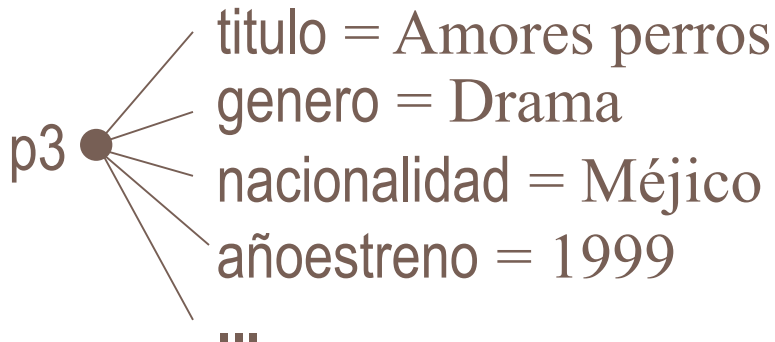 titulo = Amores perros
genero = Drama
p3
nacionalidad = Méjico
añoestreno = 1999
...